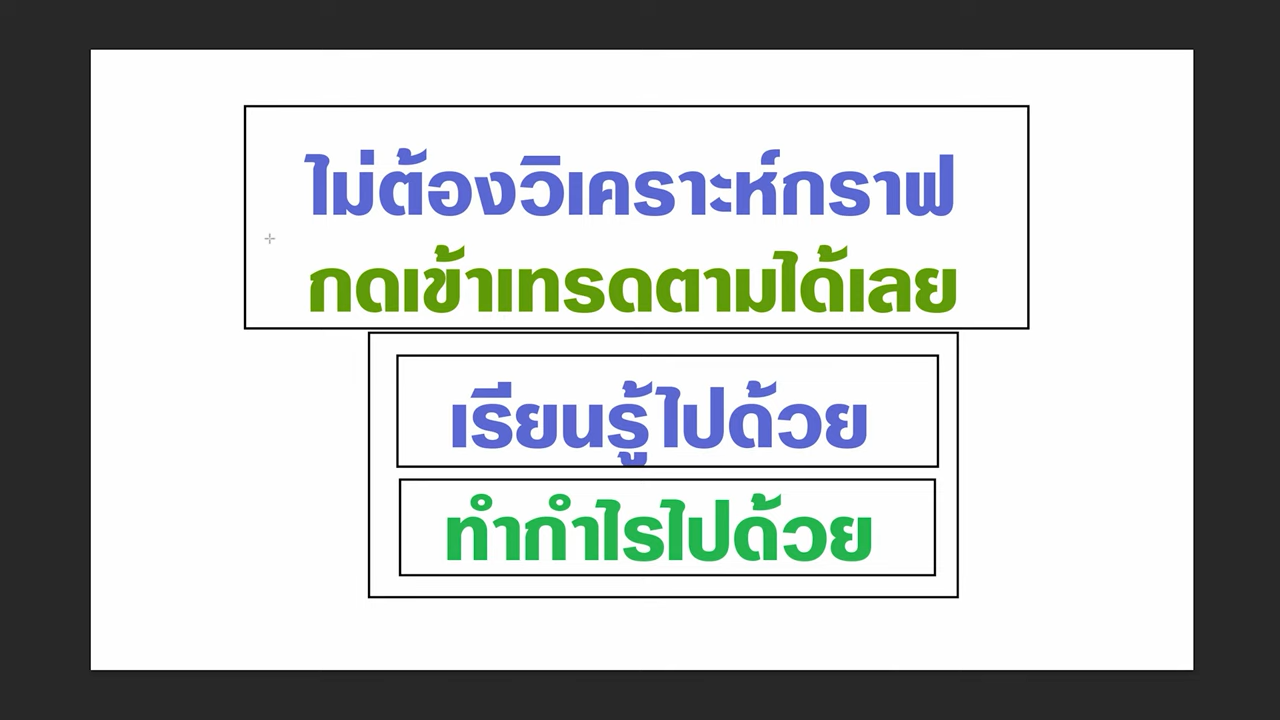 ไม่ต้องวิเคราะห์กราฟ
กดเข้าเทรดตามได้เลย
เรียนรู้ไปด้วย
ทำกำไรไปด้วย